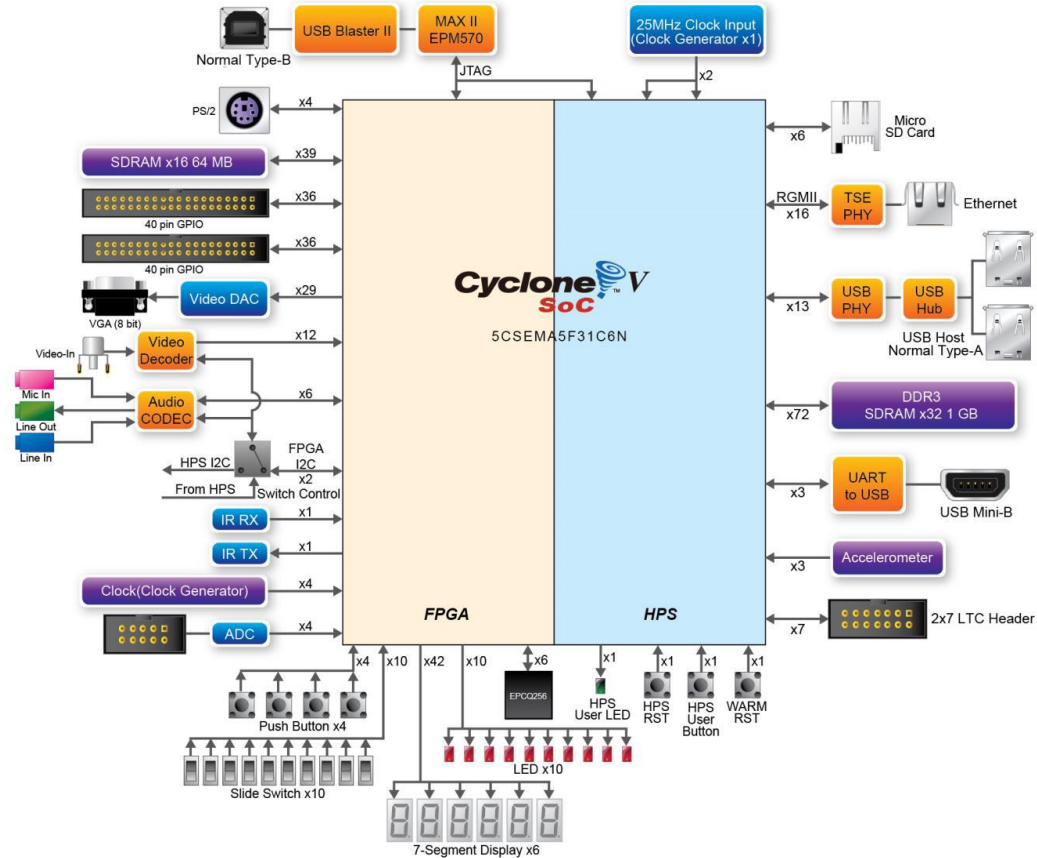 Normal Type-B
USB Blaster II
MAX II
EPM570
25MHz Clock Input
(Clock Generator x1)
JTAG
x2
PS/2
x4
SDRAM x16 64 MB
x39
x36
40 pin GPIO
x36
40 pin GPIO
VGA (8 bit)
Video DAC
x29
Video-In
Video
Decoder
x12
Mic In
Line Out
Line In
Audio
CODEC
x6
HPS I2C
From HPS
FPGA
I2C
x2
Switch Control
IR RX
x1
IR TX
x1
Clock(Clock Generator)
x4
ADC
x4
Cyclone V
TM
SoC
5CSEMA5F31C6N
FPGA
HPS
x6
Micro
SD Card
RGMII
x16
TSE
PHY
Ethernet
x13
USB
PHY
USB
Hub
USB Host
Normal Type-A
x72
DDR3
SDRAM x32 1 GB
x3
UART
to USB
USB Mini-B
x3
Accelerometer
x7
2x7 LTC Header
x4
x10
x42
x10
x6
x1
x1
x1
x1
Push Button x4
EPCQ256
HPS
User LED
HPS
RST
HPS
User
Button
WARM
RST
Slide Switch x10
LED x10
7-Segment Display x6